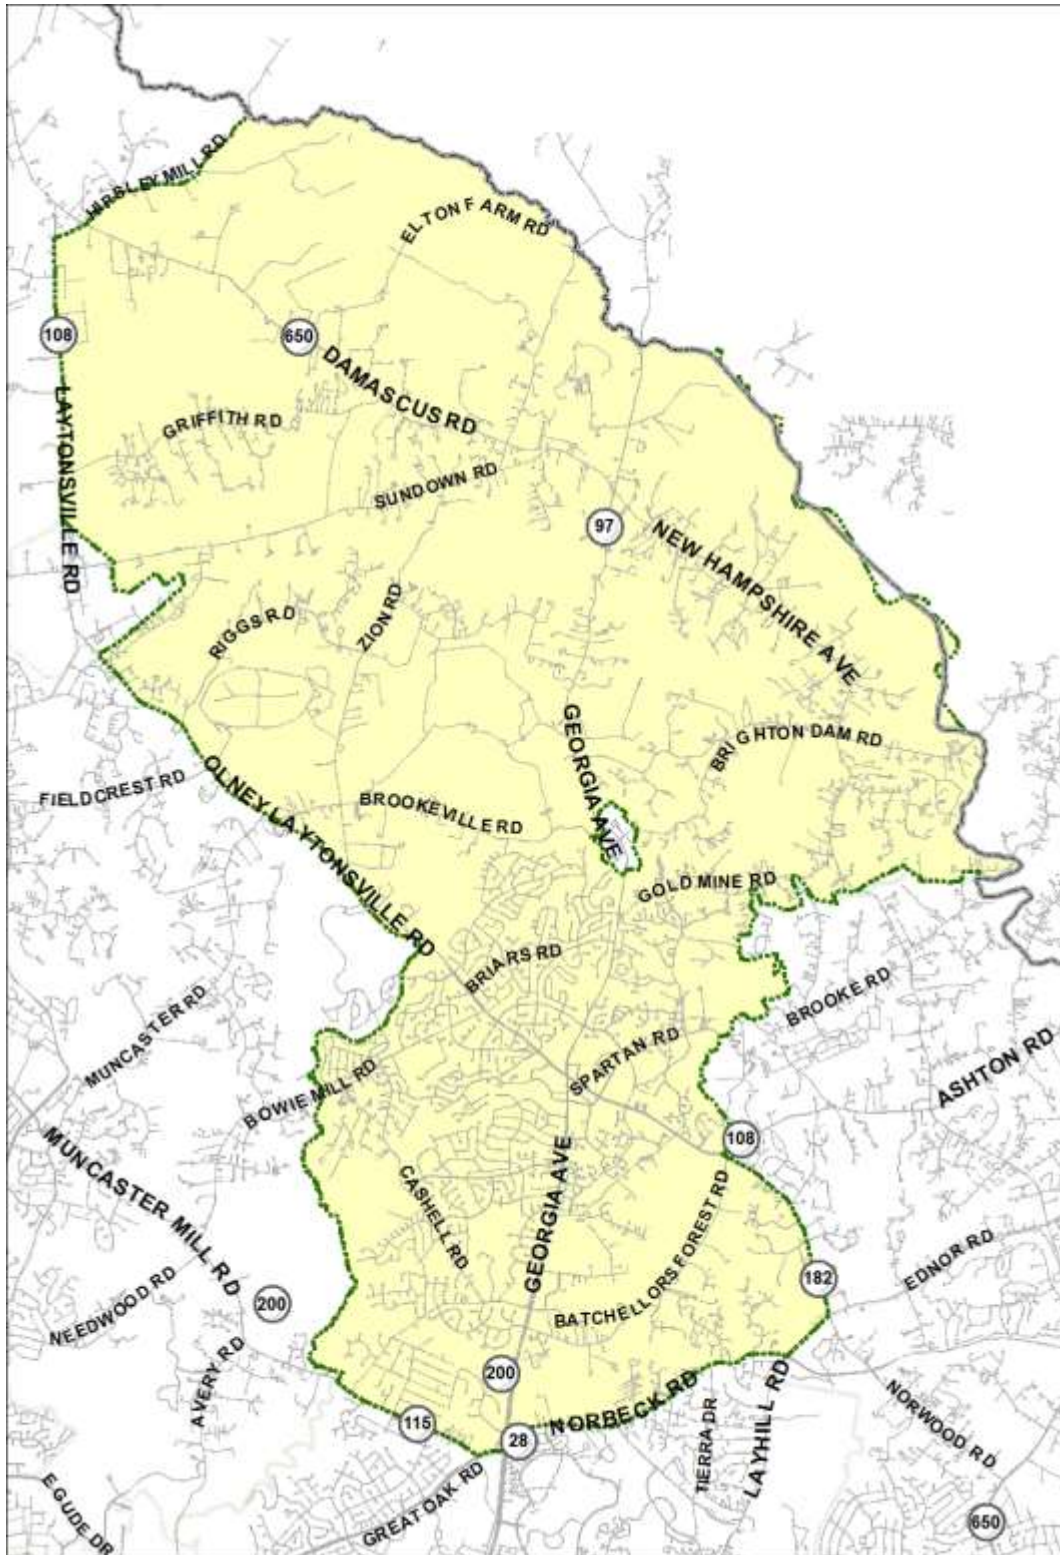 HIPSLEY MILL RD
ELTON FARM RD
108
650
DAMASCUS RD
LAYTONSVILLE RD
GRIFFITH RD
SUNDOWN RD
97
NEW HAMPSHIRE AVE
RIGGS RD
ZION RD
GEORGIA AVE
BRIGHTON DAM RD
FIELDCREST RD
OLNEY LAYTONSVILLE RD
BROOKEVILLE RD
GOLD MINE RD
BRIARS RD
MUNCASTER RD
BROOKE RD
SPARTAN RD
ASHTON RD
BOWIE MILL RD
108
MUNCASTER MILL RD
CASHELL RD
GEORGIA AVE
BATCHELLORS FOREST RD
EDNOR RD
182
NEEDWOOD RD
200
AVERY RD
200
115
28
NORBECK RD
TIERRA DR
LAYHILL RD
NORWOOD RD
GREAT OAK RD
E GUDE DR
650